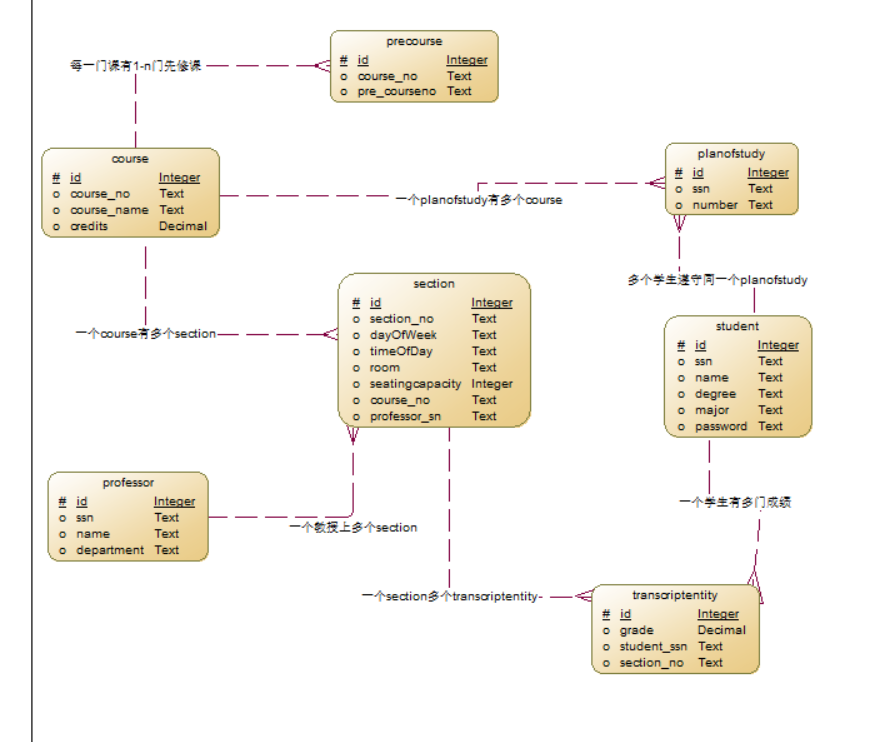 precourse
# id Integer
o course_no Text
o pre_courseno Text
每一门课有1-n门先修课
course
# id Integer
o course_no Text
o course_name Text
o credits Decimal
planofstudy
# id Integer
o ssn Text
o number Text
一个planofstudy有多个course
多个学生遵守同一个planofstudy
section
# id Integer
o section_no Text
o dayOfWeek Text
o timeOfDay Text
o room Text
o seatingcapacity Integer
o course_no Text
o professor_sn Text
一个course有多个section
student
# id Integer
o ssn Text
o name Text
o degree Text
o major Text
o password Text
professor
# id Integer
o ssn Text
o name Text
o department Text
一个教授上多个section
一个学生有多门成绩
一个section多个transcriptentity
transcriptentity
# id Integer
o grade Decimal
o student_ssn Text
o section_no Text